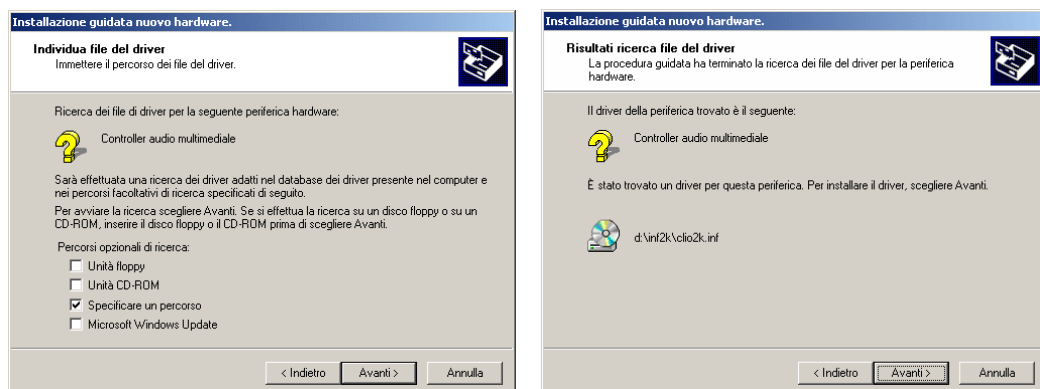 Installazione guidata nuovo hardware.
Individua file del driver
Immettere il percorso dei file del driver.
Ricerca dei file di driver per la seguente periferica hardware:
Controller audio multimediale
Sarà effettuata una ricerca dei driver adatti nel database dei driver presente nel computer e
nei percorsi facoltativi di ricerca specificati di seguito.
Per avviare la ricerca scegliere Avanti. Se si effettua la ricerca su un disco floppy o su un
CD-ROM, inserire il disco floppy o il CD-ROM prima di scegliere Avanti.
Percorsi opzionali di ricerca:
Unità floppy
Unità CD-ROM
Specificare un percorso
Microsoft Windows Update
< Indietro Avanti > Annulla
Installazione guidata nuovo hardware.
Risultati ricerca file del driver
La procedura guidata ha terminato la ricerca dei file del driver per la periferica
hardware.
Il driver della periferica trovato è il seguente:
Controller audio multimediale
È stato trovato un driver per questa periferica. Per installare il driver, scegliere Avanti.
d:\inf2k\clio2k.inf
< Indietro Avanti > Annulla